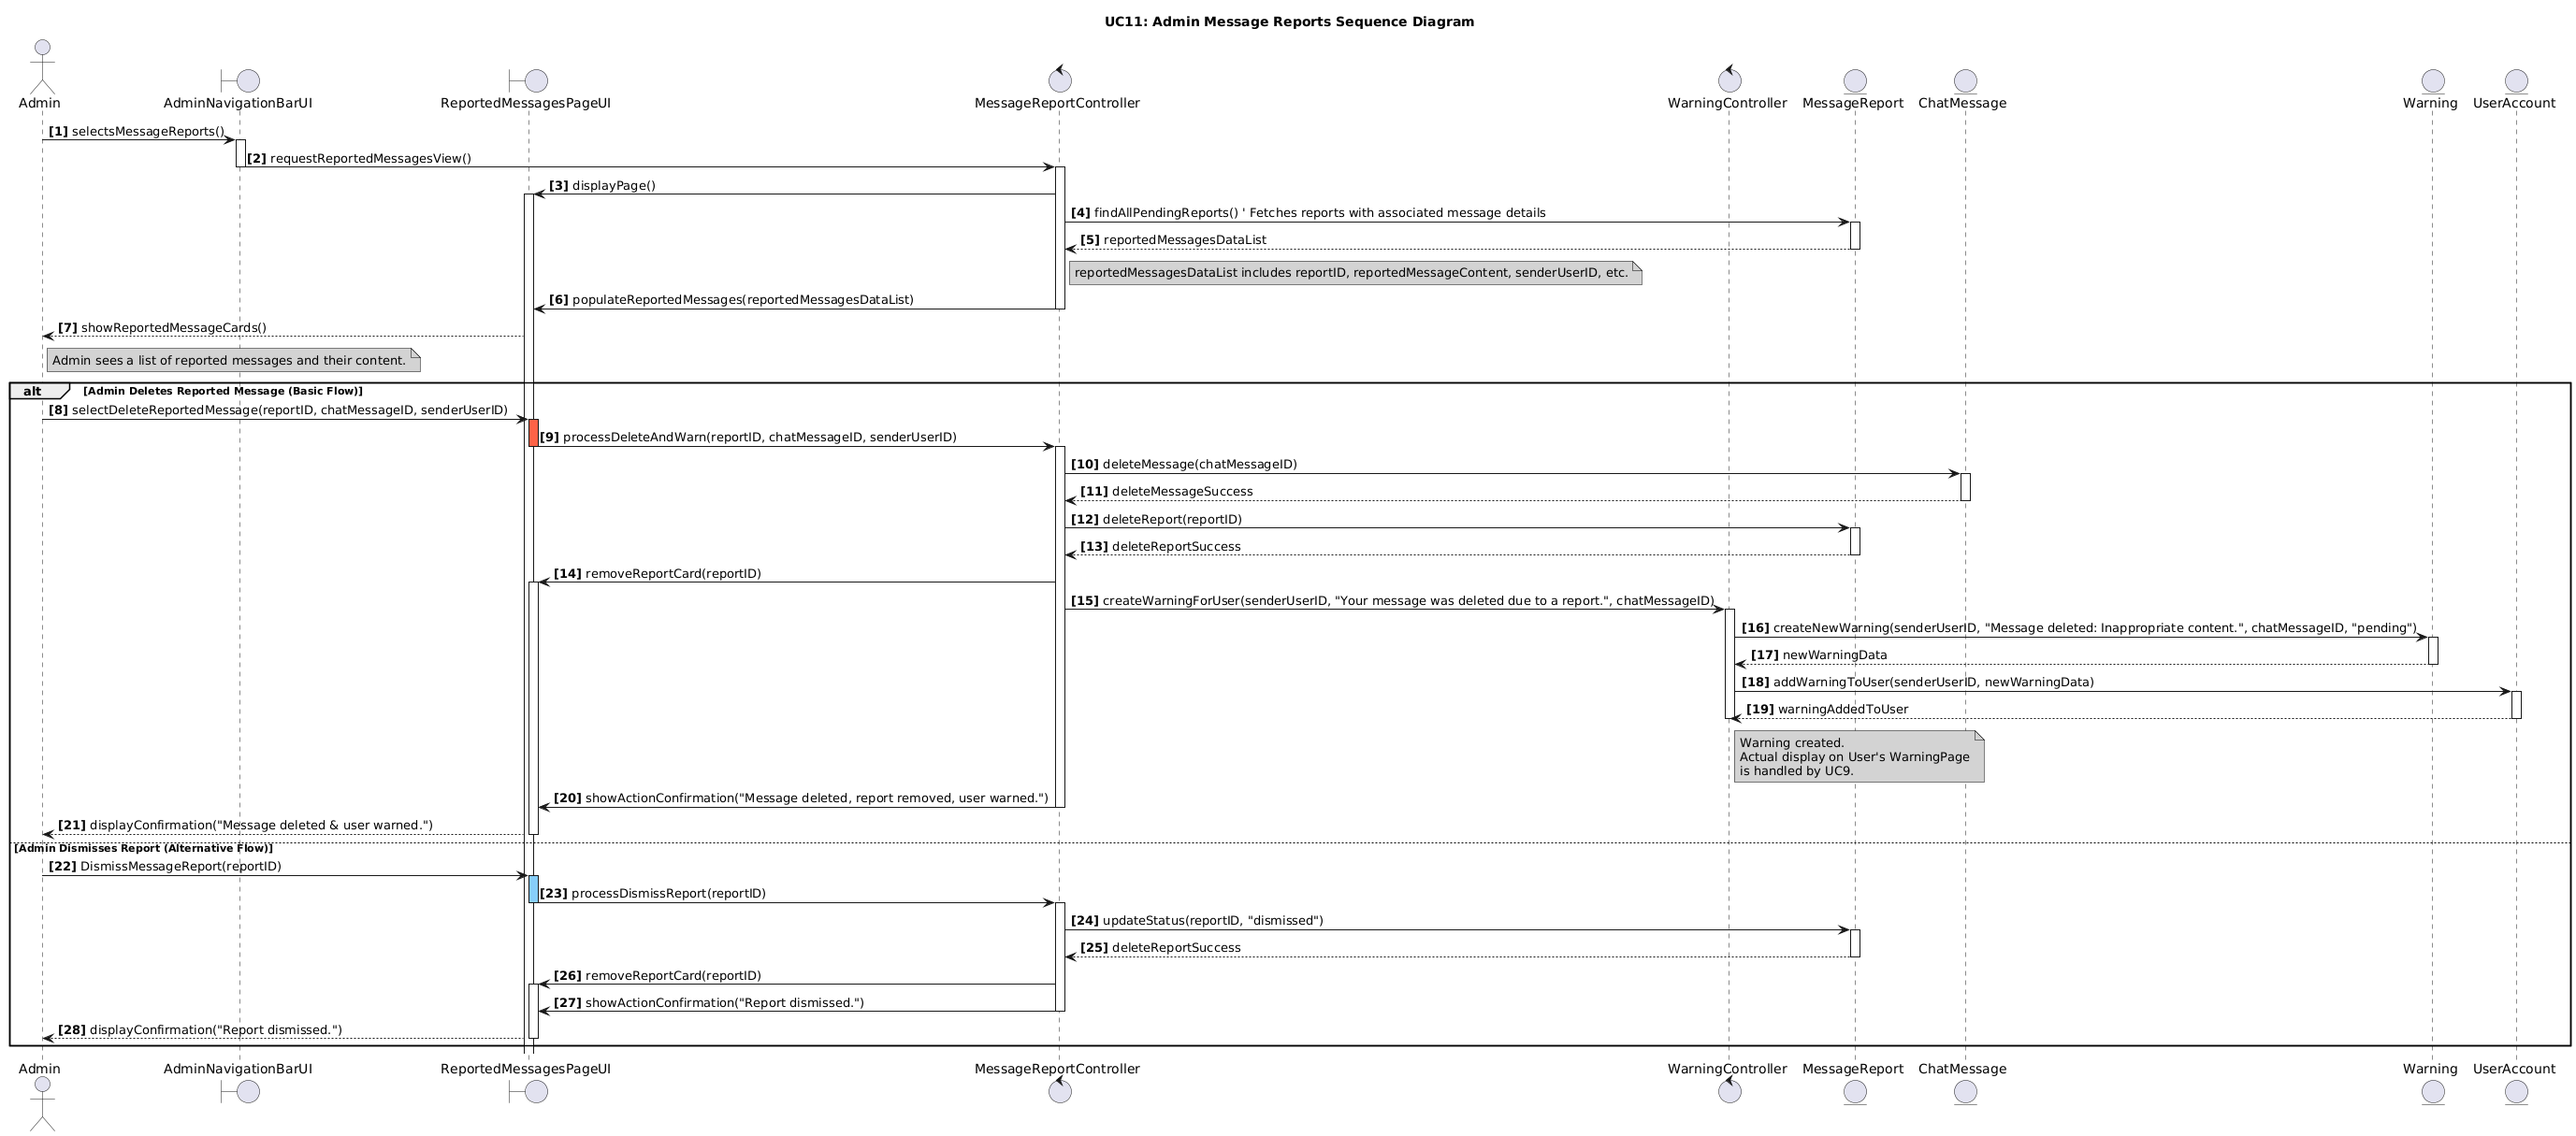 UC11: Admin Message Reports Sequence Diagram
Admin
AdminNavigationBarUI
ReportedMessagesPageUI
MessageReportController
WarningController
MessageReport
ChatMessage
Warning
UserAccount
[1] selectsMessageReports()
[2] requestReportedMessagesView()
[3] displayPage()
[4] findAllPendingReports() ' Fetches reports with associated message details
[5] reportedMessagesDataList
reportedMessagesDataList includes reportID, reportedMessageContent, senderUserID, etc.
[6] populateReportedMessages(reportedMessagesDataList)
[7] showReportedMessageCards()
Admin sees a list of reported messages and their content.
alt
[Admin Deletes Reported Message (Basic Flow)]
[8] selectDeleteReportedMessage(reportID, chatMessageID, senderUserID)
[9] processDeleteAndWarn(reportID, chatMessageID, senderUserID)
[10] deleteMessage(chatMessageID)
[11] deleteMessageSuccess
[12] deleteReport(reportID)
[13] deleteReportSuccess
[14] removeReportCard(reportID)
[15] createWarningForUser(senderUserID, "Your message was deleted due to a report.", chatMessageID)
[16] createNewWarning(senderUserID, "Message deleted: Inappropriate content.", chatMessageID, "pending")
[17] newWarningData
[18] addWarningToUser(senderUserID, newWarningData)
[19] warningAddedToUser
Warning created.
Actual display on User's WarningPage
is handled by UC9.
[20] showActionConfirmation("Message deleted, report removed, user warned.")
[21] displayConfirmation("Message deleted & user warned.")
[Admin Dismisses Report (Alternative Flow)]
[22] DismissMessageReport(reportID)
[23] processDismissReport(reportID)
[24] updateStatus(reportID, "dismissed")
[25] deleteReportSuccess
[26] removeReportCard(reportID)
[27] showActionConfirmation("Report dismissed.")
[28] displayConfirmation("Report dismissed.")
Admin
AdminNavigationBarUI
ReportedMessagesPageUI
MessageReportController
WarningController
MessageReport
ChatMessage
Warning
UserAccount